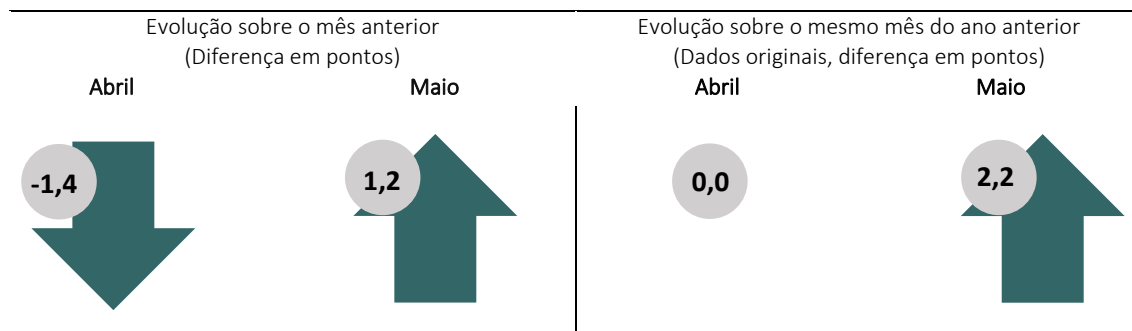 Evolução sobre o mês anterior
(Diferença em pontos)
Abril Maio
-1,4 1,2
Evolução sobre o mesmo mês do ano anterior
(Dados originais, diferença em pontos)
Abril Maio
0,0 2,2